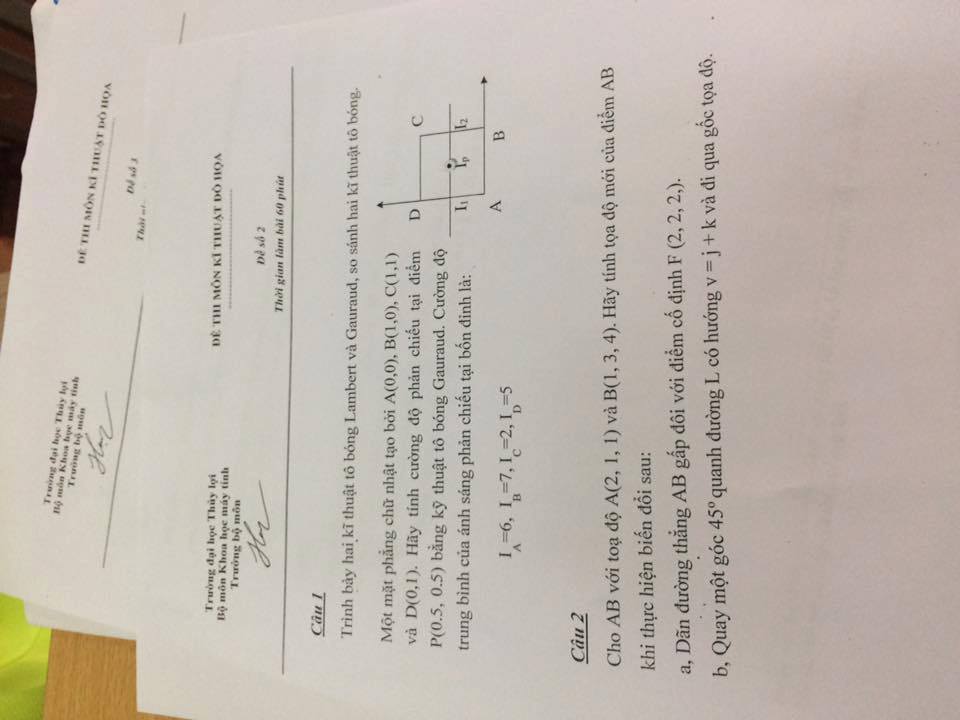 Trường đại học Thủy lợi
Bộ môn Khoa học máy tính
Trưởng bộ môn
ĐỀ THI MÔN KĨ THUẬT ĐỒ HỌA
Đề số 3
Trường đại học Thủy lợi
Bộ môn Khoa học máy tính
Trưởng bộ môn
ĐỀ THI MÔN KĨ THUẬT ĐỒ HỌA
Đề số 2
Thời gian làm bài 60 phút
Câu 1
Trình bày hai kĩ thuật tô bóng Lambert và Gauraud, so sánh hai kĩ thuật tô bóng.
Một mặt phẳng chữ nhật tạo bởi A(0,0), B(1,0), C(1,1)
và D(0,1). Hãy tính cường độ phản chiếu tại điểm
P(0.5, 0.5) bằng kỹ thuật tô bóng Gauraud. Cường độ
trung bình của ánh sáng phản chiếu tại bốn đỉnh là:
I_A=6, I_B=7, I_C=2, I_D=5
D C
I₁ Iₚ I₂
A B
Câu 2
Cho AB với toạ độ A(2, 1, 1) và B(1, 3, 4). Hãy tính tọa độ mới của điểm AB
khi thực hiện biến đổi sau:
a, Dãn đường thẳng AB gấp đôi với điểm cố định F (2, 2, 2,).
b, Quay một góc 45º quanh đường L có hướng v = j + k và đi qua gốc tọa độ.